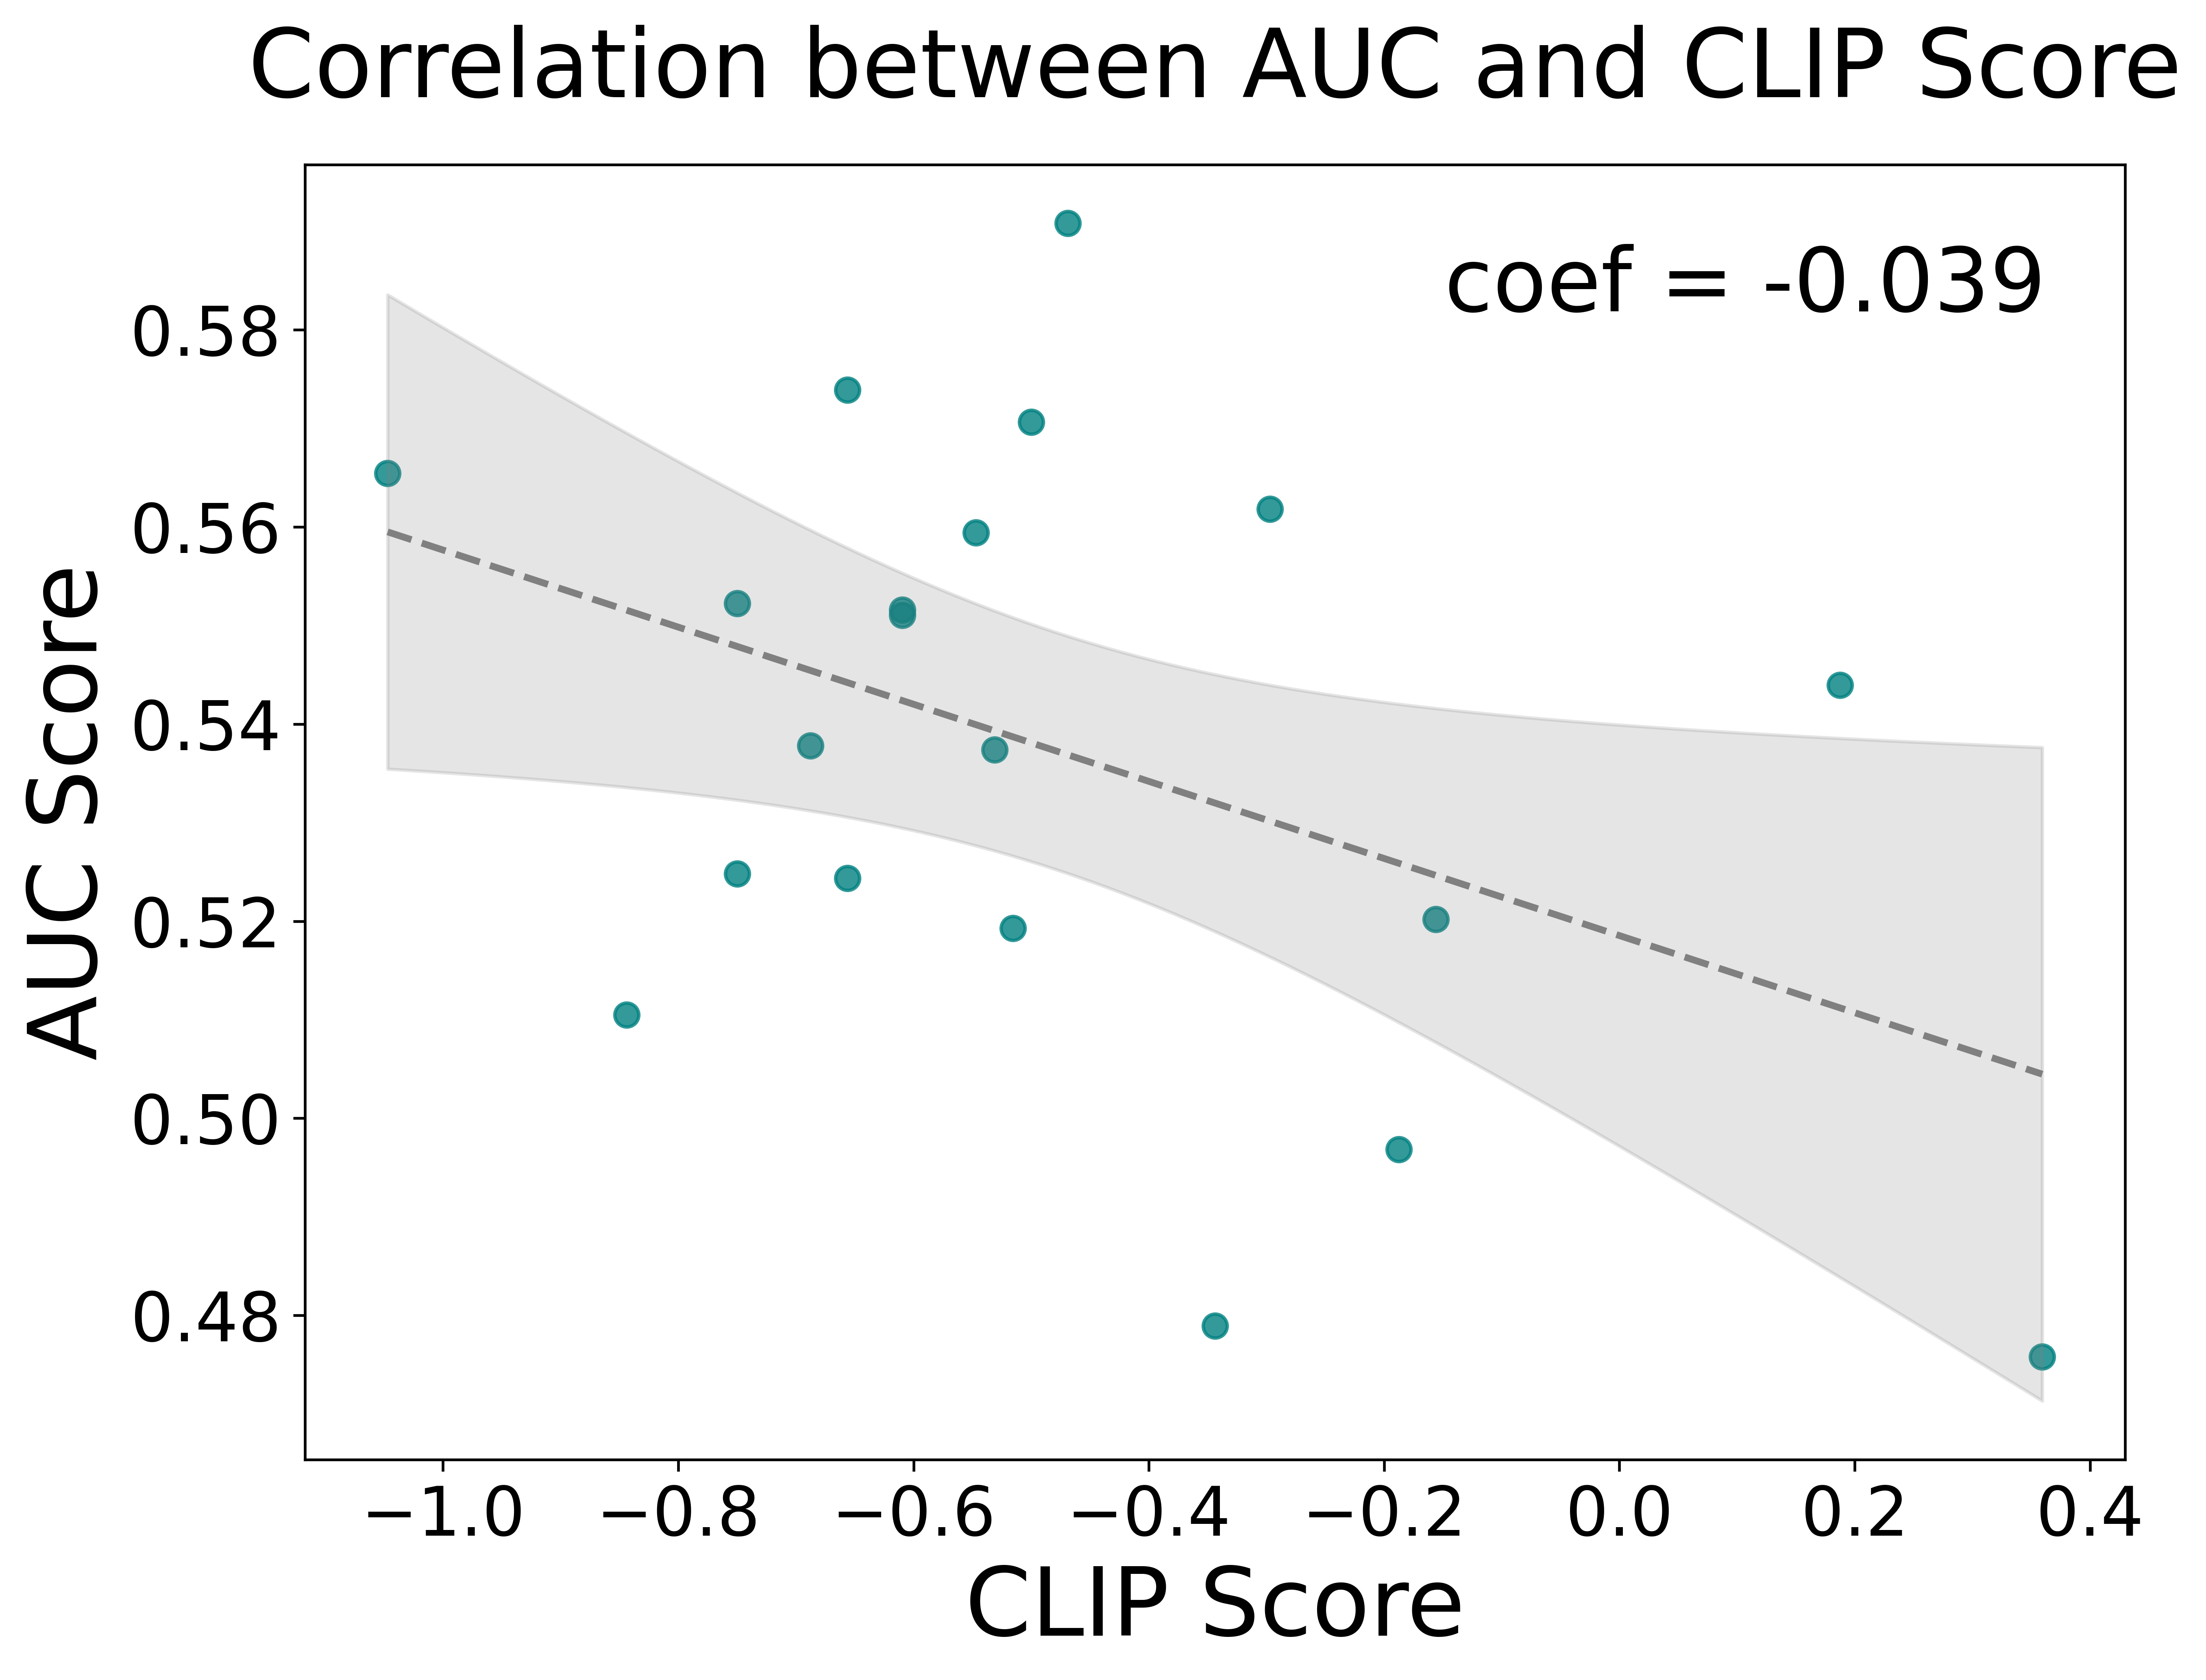 Correlation between AUC and CLIP Score
coef = -0.039
AUC Score
0.58
0.56
0.54
0.52
0.50
0.48
−1.0 −0.8 −0.6 −0.4 −0.2 0.0 0.2 0.4
CLIP Score